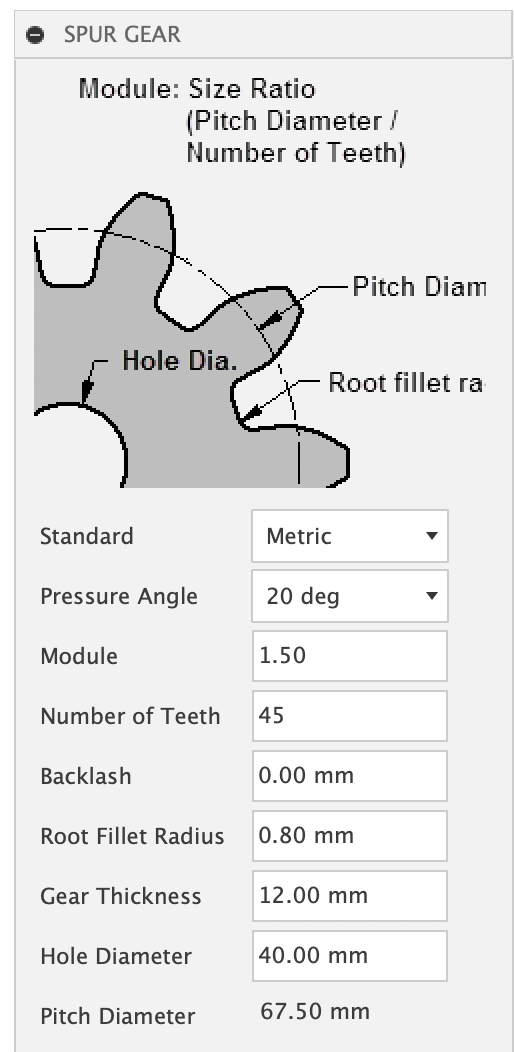 SPUR GEAR
Module: Size Ratio
(Pitch Diameter /
Number of Teeth)
Pitch Diam
Hole Dia.
Root fillet ra
Standard Metric
Pressure Angle 20 deg
Module 1.50
Number of Teeth 45
Backlash 0.00 mm
Root Fillet Radius 0.80 mm
Gear Thickness 12.00 mm
Hole Diameter 40.00 mm
Pitch Diameter 67.50 mm